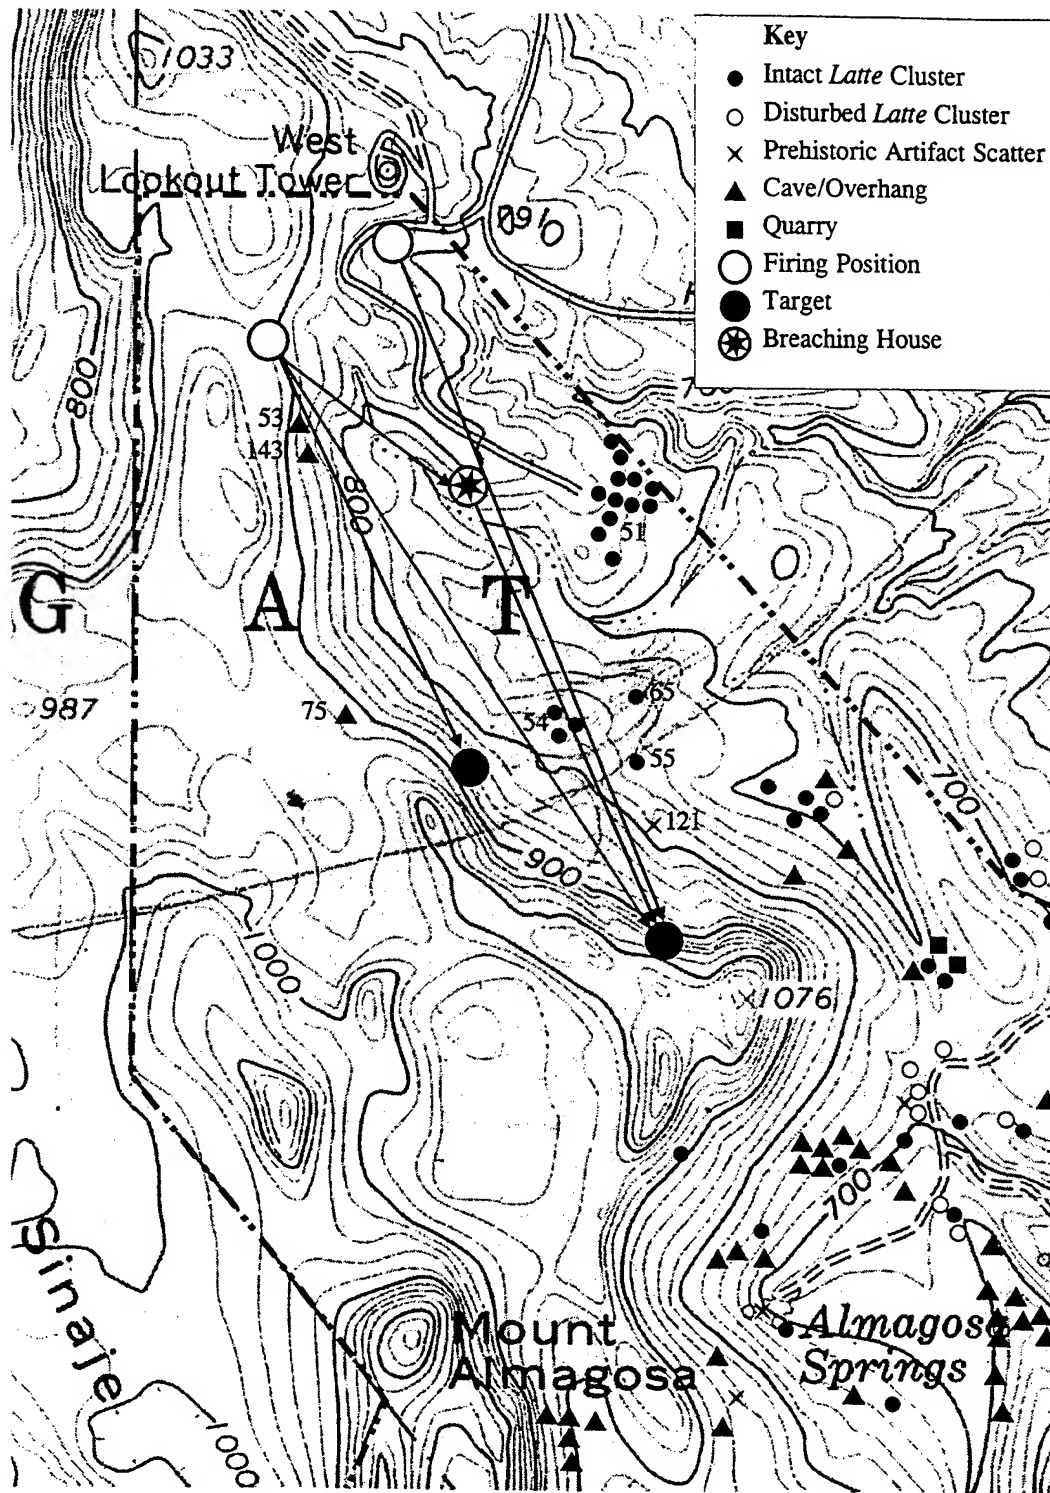 Key
Intact Latte Cluster
Disturbed Latte Cluster
Prehistoric Artifact Scatter
Cave/Overhang
Quarry
Firing Position
Target
Breaching House
1033
West
Lookout Tower
800
53
143
800
51
G A T
987
75
65
54
55
121
700
900
1000
1076
700
Sinaje
Mount
Almagosa
Almagosa
Springs
1000